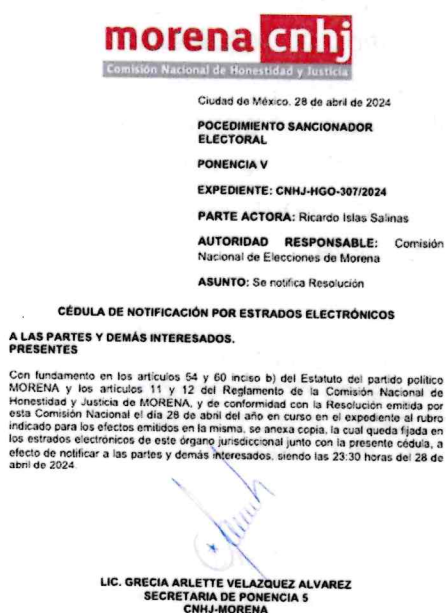 morena cnhj
Comisión Nacional de Honestidad y Justicia
Ciudad de México, 28 de abril de 2024
POCEDIMIENTO SANCIONADOR
ELECTORAL
PONENCIA V
EXPEDIENTE: CNHJ-HGO-307/2024
PARTE ACTORA: Ricardo Islas Salinas
AUTORIDAD RESPONSABLE: Comisión
Nacional de Elecciones de Morena
ASUNTO: Se notifica Resolución
CÉDULA DE NOTIFICACIÓN POR ESTRADOS ELECTRÓNICOS
A LAS PARTES Y DEMÁS INTERESADOS.
PRESENTES
Con fundamento en los artículos 54 y 60 inciso b) del Estatuto del partido político
MORENA y los artículos 11 y 12 del Reglamento de la Comisión Nacional de
Honestidad y Justicia de MORENA, y de conformidad con la Resolución emitida por
esta Comisión Nacional el día 28 de abril del año en curso en el expediente al rubro
indicado para los efectos emitidos en la misma, se anexa copia, la cual queda fijada en
los estrados electrónicos de este órgano jurisdiccional junto con la presente cédula, a
efecto de notificar a las partes y demás interesados, siendo las 23:30 horas del 28 de
abril de 2024.
LIC. GRECIA ARLETTE VELAZQUEZ ALVAREZ
SECRETARIA DE PONENCIA 5
CNHJ-MORENA